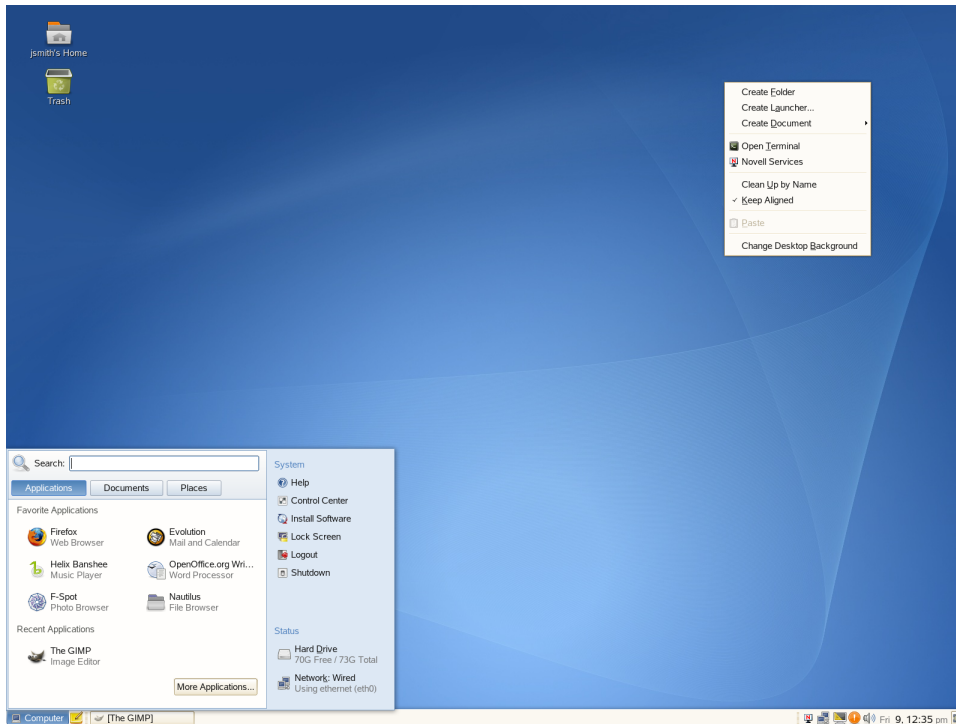 jsmith's Home
Trash
Create Folder
Create Launcher...
Create Document
Open Terminal
Novell Services
Clean Up by Name
Keep Aligned
Paste
Change Desktop Background
Search:
Applications Documents Places
Favorite Applications
Firefox
Web Browser
Evolution
Mail and Calendar
Helix Banshee
Music Player
OpenOffice.org Wri...
Word Processor
F-Spot
Photo Browser
Nautilus
File Browser
Recent Applications
The GIMP
Image Editor
More Applications...
System
Help
Control Center
Install Software
Lock Screen
Logout
Shutdown
Status
Hard Drive
70G Free / 73G Total
Network: Wired
Using ethernet (eth0)
Computer [The GIMP] Fri 9, 12:35 pm